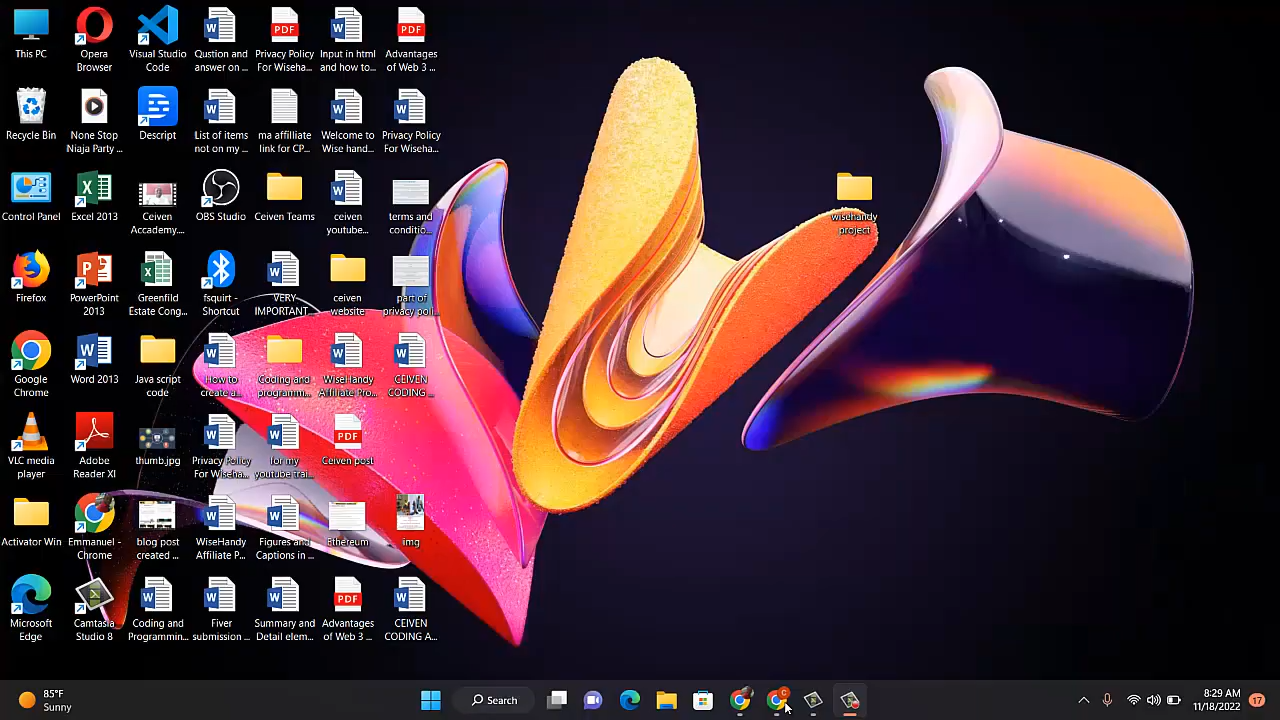 This PC
Opera
Browser
Visual Studio
Code
Qustion and
answer on ...
PDF
Privacy Policy
For Wiseha...
Input in html
and how to...
PDF
Advantages
of Web 3 ...
Recycle Bin
None Stop
Niaja Party ...
Descript
List of items
not on my ...
ma affilliate
link for CP...
Welcome to
Wise hand...
Privacy Policy
For Wiseha...
Control Panel
Excel 2013
Ceiven
Accademy...
OBS Studio
Ceiven Teams
ceiven
youtube...
terms and
conditio...
wisehandy
project
Firefox
PowerPoint
2013
Greenfild
Estate Cong...
fsquirt -
Shortcut
VERY
IMPORTANT...
ceiven
website
part of
privacy poli...
Google
Chrome
Word 2013
Java script
code
How to
create a...
Coding and
programm...
WiseHandy
Affiliate Pro...
CEIVEN
CODING ...
VLC media
player
Adobe
Reader XI
thumb.jpg
Privacy Policy
For Wiseha...
for my
youtube trai...
PDF
Ceiven post
Activator Win
Emmanuel -
Chrome
blog post
created ...
WiseHandy
Affiliate P...
Figures and
Captions in ...
Ethereum
img
Microsoft
Edge
Camtasia
Studio 8
Coding and
Programmin...
Fiver
submission ...
Summary and
Detail elem...
PDF
Advantages
of Web 3 ...
CEIVEN
CODING A...
85°F
Sunny
Search
C
8:29 AM
11/18/2022
17